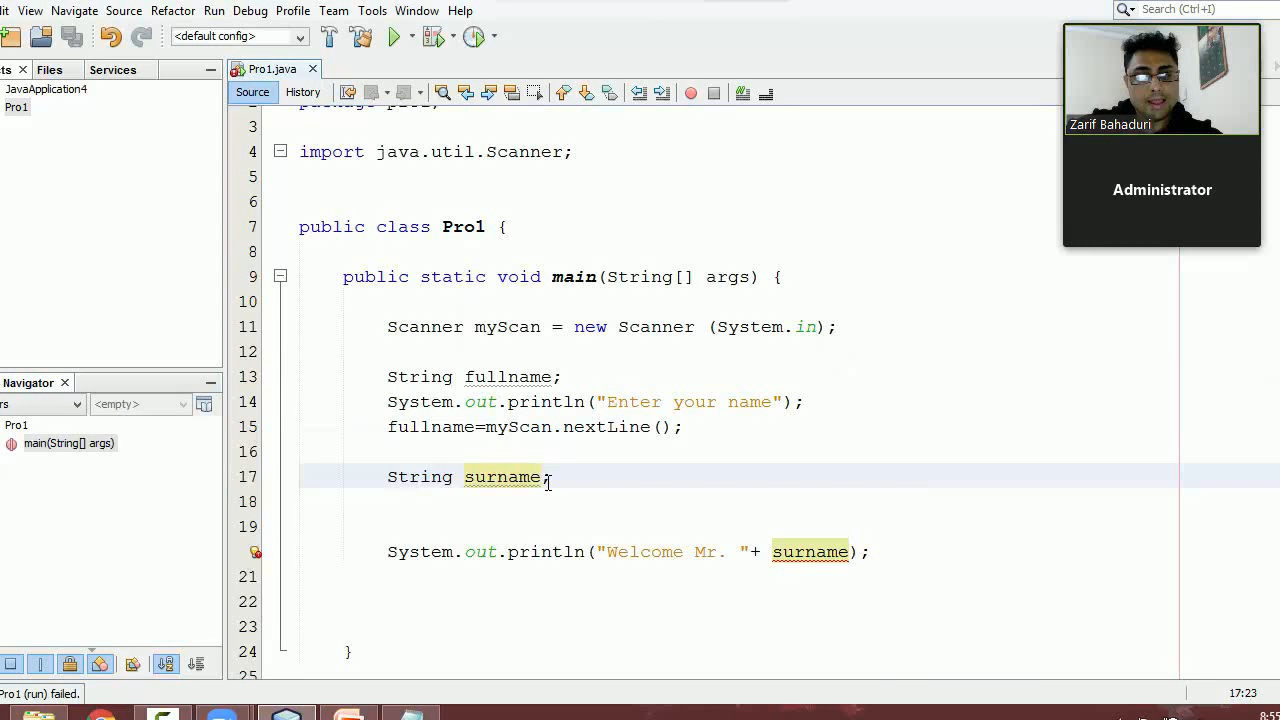 View Navigate Source Refactor Run Debug Profile Team Tools Window Help
Search (Ctrl+I)
<default config>
Files Services
Pro1.java
JavaApplication4
Pro1
Source History
3
4 import java.util.Scanner;
5
6
7 public class Pro1 {
8
9 public static void main(String[] args) {
10
11 Scanner myScan = new Scanner (System.in);
12
13 String fullname;
14 System.out.println("Enter your name");
15 fullname=myScan.nextLine();
16
17 String surname;
18
19
System.out.println("Welcome Mr. "+ surname);
21
22
23
24 }
25
Navigator
<empty>
Pro1
main(String[] args)
Pro1 (run) failed.
17:23
8:55
Zarif Bahaduri
Administrator